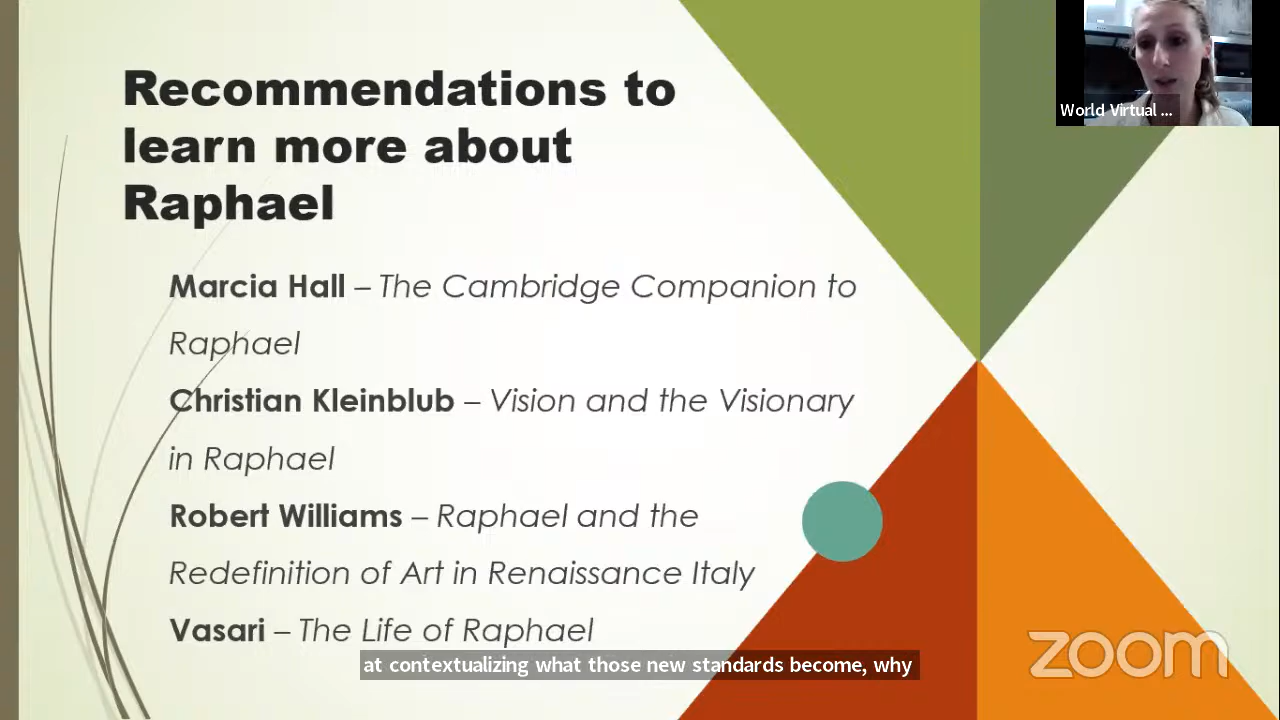 Recommendations to
learn more about
Raphael
Marcia Hall – The Cambridge Companion to
Raphael
Christian Kleinblub – Vision and the Visionary
in Raphael
Robert Williams – Raphael and the
Redefinition of Art in Renaissance Italy
Vasari – The Life of Raphael
at contextualizing what those new standards become, why
World Virtual ...
zoom